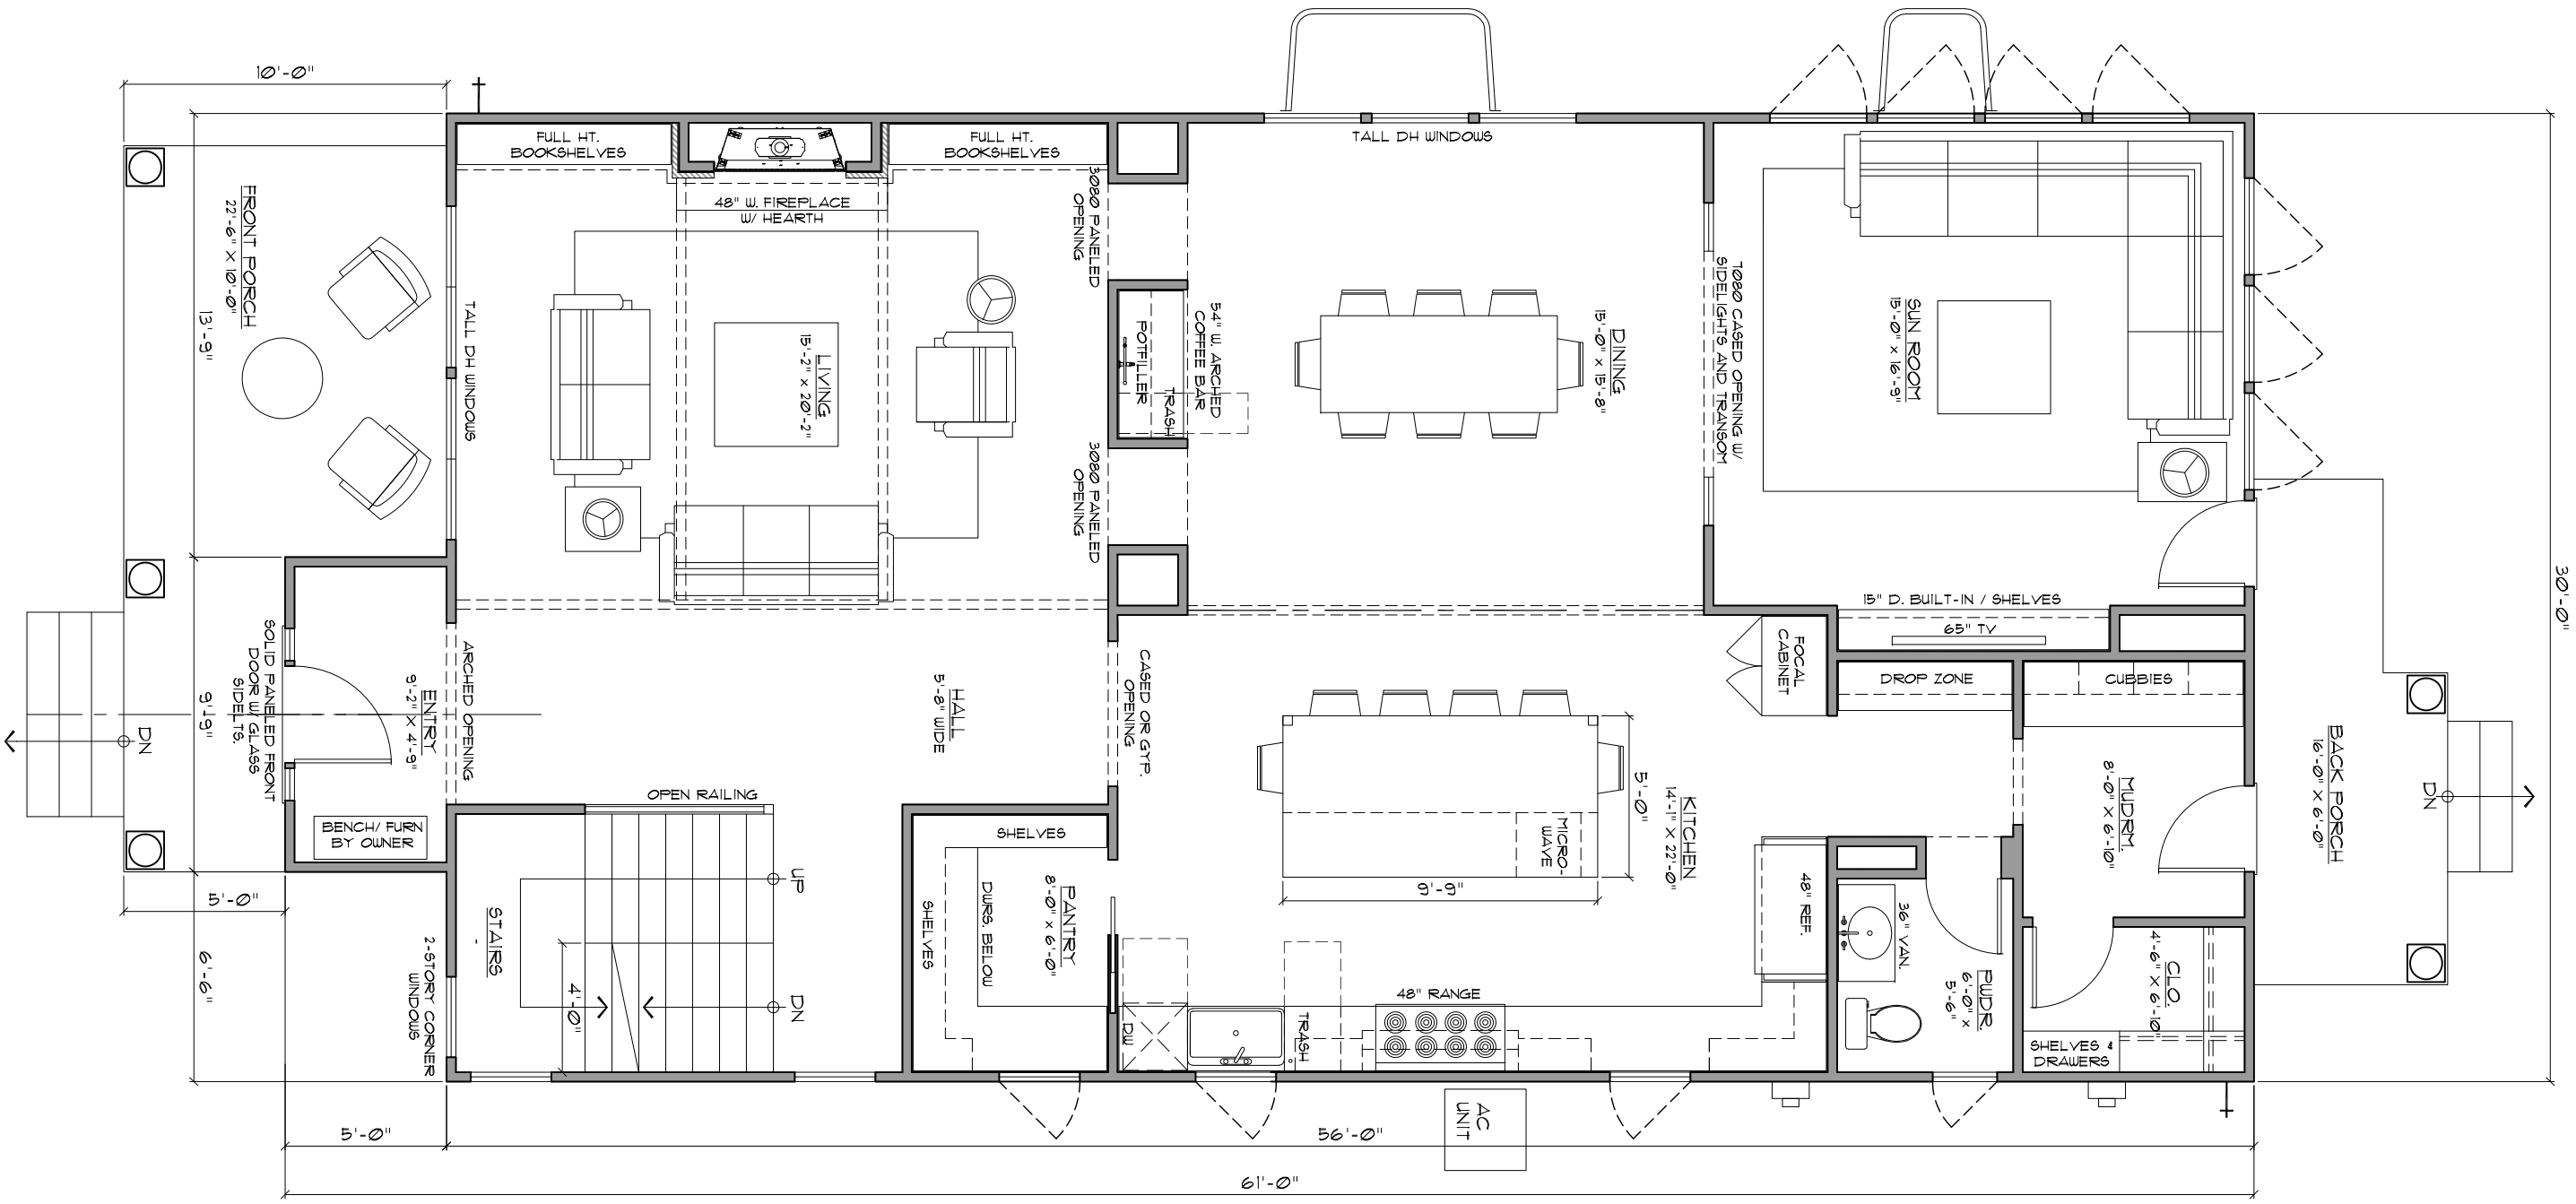 10'-0"
FULL HT.
BOOKSHELVES
FULL HT.
BOOKSHELVES
TALL DH WINDOWS
FRONT PORCH
22'-6" X 10'-0"
13'-9"
48" W. FIREPLACE
W/ HEARTH
3080 PANELED
OPENING
TALL DH WINDOWS
LIVING
15'-2" X 20'-2"
54" W. ARCHED
COFFEE BAR
POTFILLER
TRASH
3080 PANELED
OPENING
DINING
15'-0" X 15'-8"
7080 CASED OPENING W/
SIDELIGHTS AND TRANSOM
SUN ROOM
15'-0" X 16'-9"
30'-0"
15" D. BUILT-IN / SHELVES
65" TV
SOLID PANELED FRONT
DOOR W/ GLASS
SIDELTS.
9'-9"
DN
ENTRY
9'-2" X 4'-9"
ARCHED OPENING
BENCH/ FURN
BY OWNER
HALL
5'-8" WIDE
CASED OR GYP.
OPENING
FOCAL
CABINET
DROP ZONE
CUBBIES
BACK PORCH
16'-0" X 6'-0"
DN
MUDRM.
8'-0" X 6'-10"
KITCHEN
14'-1" X 22'-0"
5'-0"
MICRO-
WAVE
9'-9"
OPEN RAILING
UP
STAIRS
-
DN
4'-0"
SHELVES
SHELVES
DWRS. BELOW
PANTRY
8'-0" X 6'-0"
48" REF.
36" VAN.
PWDR.
6'-0" X
5'-6"
CLO.
4'-6" X 6'-10"
SHELVES &
DRAWERS
48" RANGE
DW
TRASH
5'-0"
6'-6"
2-STORY CORNER
WINDOWS
AC
UNIT
5'-0"
56'-0"
61'-0"